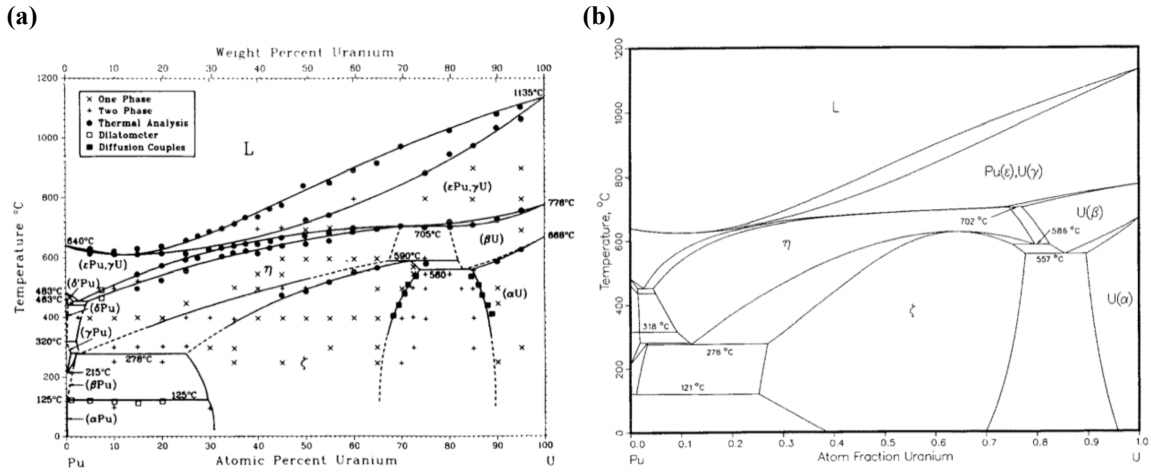 (a)
Weight Percent Uranium
0 10 20 30 40 50 60 70 80 90 100
1200
× One Phase
+ Two Phase
● Thermal Analysis
□ Dilatometer
■ Diffusion Couples
1135°C
1000
L
(εPu,γU)
Temperature °C
800
776°C
705°C
(βU)
640°C
668°C
600
(εPu,γU)
η
590°C
560
(δ'Pu)
483°C
463°C
(αU)
(δPu)
400
(γPu)
320°C
278°C
ζ
200
215°C
(βPu)
125°C
125°C
(αPu)
0
0 10 20 30 40 50 60 70 80 90 100
Pu
Atomic Percent Uranium
U
(b)
1200
1000
L
Temperature, °C
800
Pu(ε),U(γ)
702 °C
U(β)
586 °C
600
η
557 °C
400
ζ
U(α)
318 °C
278 °C
200
121 °C
0
0.0 0.1 0.2 0.3 0.4 0.5 0.6 0.7 0.8 0.9 1.0
Pu
Atom Fraction Uranium
U